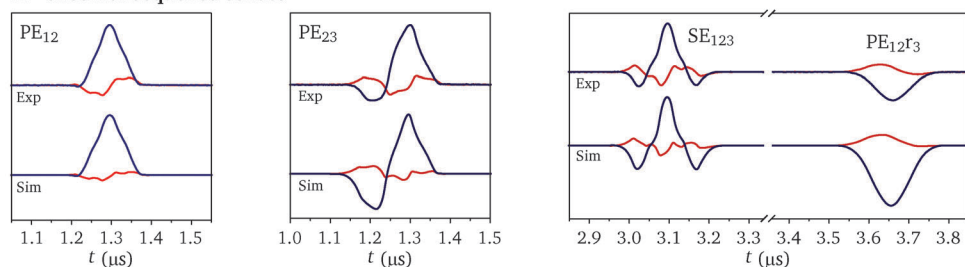 PE₁₂
Exp
Sim
1.1 1.2 1.3 1.4 1.5
t (μs)
PE₂₃
Exp
Sim
1.0 1.1 1.2 1.3 1.4 1.5
t (μs)
SE₁₂₃
PE₁₂r₃
Exp
Sim
2.9 3.0 3.1 3.2 3.3 3.4 3.5 3.6 3.7 3.8
t (μs)